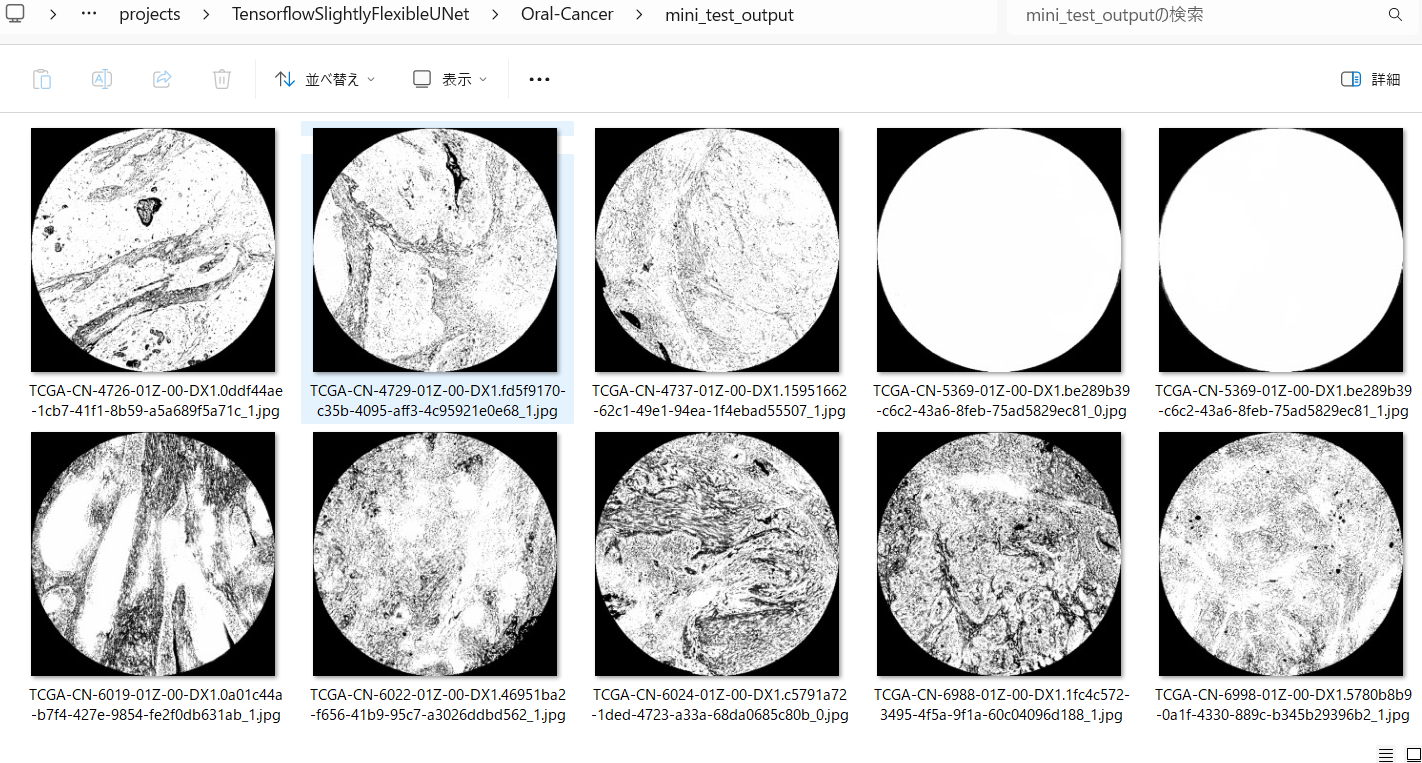 projects > TensorflowSlightlyFlexibleUNet > Oral-Cancer > mini_test_output
mini_test_outputの検索
並べ替え 表示 詳細
TCGA-CN-4726-01Z-00-DX1.0ddf44ae
-1cb7-41f1-8b59-a5a689f5a71c_1.jpg
TCGA-CN-4729-01Z-00-DX1.fd5f9170-
c35b-4095-aff3-4c95921e0e68_1.jpg
TCGA-CN-4737-01Z-00-DX1.15951662
-62c1-49e1-94ea-1f4ebad55507_1.jpg
TCGA-CN-5369-01Z-00-DX1.be289b39
-c6c2-43a6-8feb-75ad5829ec81_0.jpg
TCGA-CN-5369-01Z-00-DX1.be289b39
-c6c2-43a6-8feb-75ad5829ec81_1.jpg
TCGA-CN-6019-01Z-00-DX1.0a01c44a
-b7f4-427e-9854-fe2f0db631ab_1.jpg
TCGA-CN-6022-01Z-00-DX1.46951ba2
-f656-41b9-95c7-a3026ddbd562_1.jpg
TCGA-CN-6024-01Z-00-DX1.c5791a72
-1ded-4723-a33a-68da0685c80b_0.jpg
TCGA-CN-6988-01Z-00-DX1.1fc4c572-
3495-4f5a-9f1a-60c04096d188_1.jpg
TCGA-CN-6998-01Z-00-DX1.5780b8b9
-0a1f-4330-889c-b345b29396b2_1.jpg